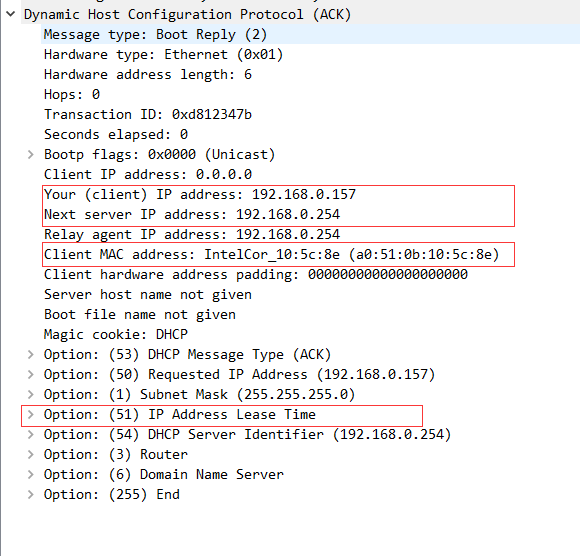 Dynamic Host Configuration Protocol (ACK)
Message type: Boot Reply (2)
Hardware type: Ethernet (0x01)
Hardware address length: 6
Hops: 0
Transaction ID: 0xd812347b
Seconds elapsed: 0
Bootp flags: 0x0000 (Unicast)
Client IP address: 0.0.0.0
Your (client) IP address: 192.168.0.157
Next server IP address: 192.168.0.254
Relay agent IP address: 192.168.0.254
Client MAC address: IntelCor_10:5c:8e (a0:51:0b:10:5c:8e)
Client hardware address padding: 00000000000000000000
Server host name not given
Boot file name not given
Magic cookie: DHCP
Option: (53) DHCP Message Type (ACK)
Option: (50) Requested IP Address (192.168.0.157)
Option: (1) Subnet Mask (255.255.255.0)
Option: (51) IP Address Lease Time
Option: (54) DHCP Server Identifier (192.168.0.254)
Option: (3) Router
Option: (6) Domain Name Server
Option: (255) End